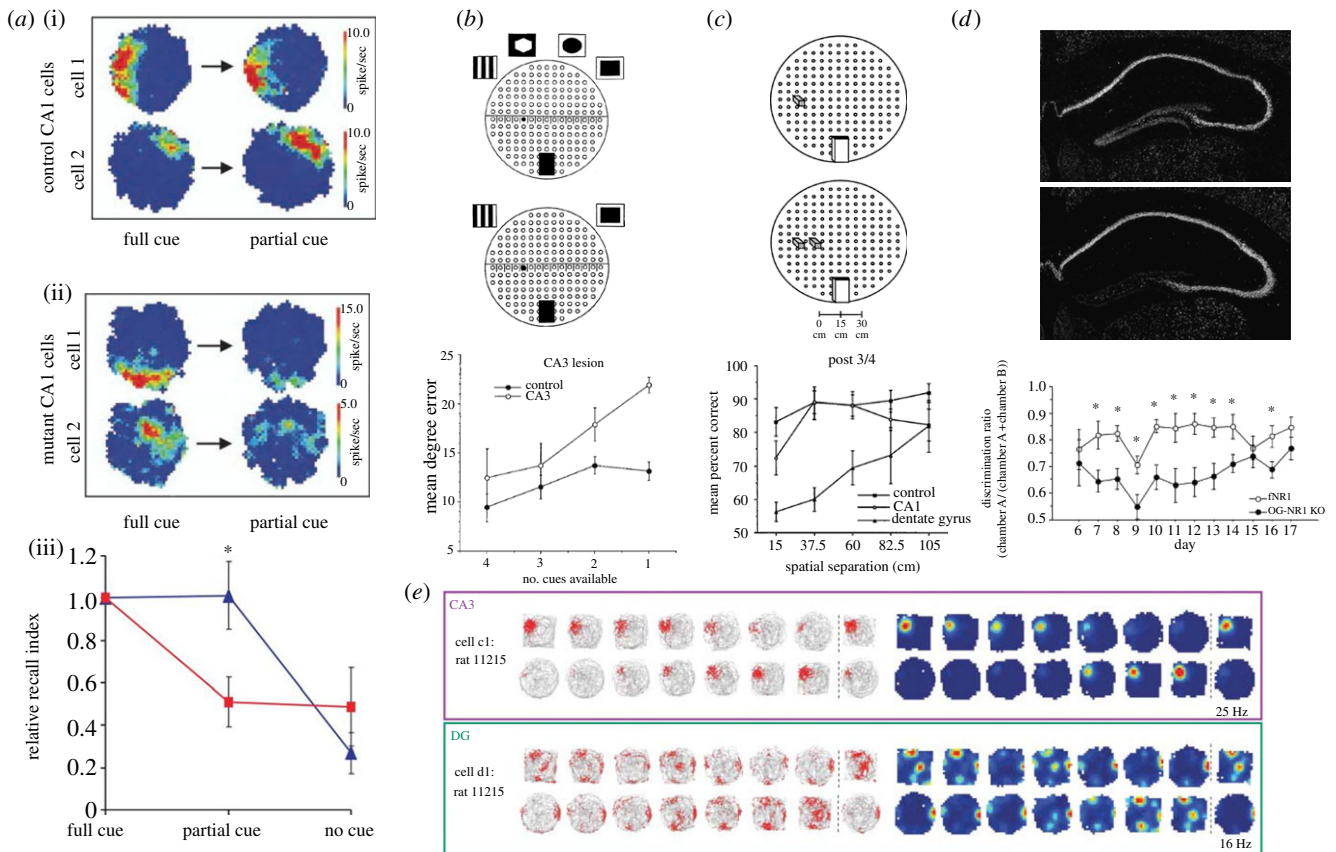 (a) (i)
control CA1 cells
cell 1
cell 2
10.0
spike/sec
0
10.0
spike/sec
0
full cue
partial cue
(ii)
mutant CA1 cells
cell 1
cell 2
15.0
spike/sec
0
5.0
spike/sec
0
full cue
partial cue
(iii)
relative recall index
1.2
1.0
0.8
0.6
0.4
0.2
0
*
full cue
partial cue
no cue
(b)
CA3 lesion
control
CA3
mean degree error
25
22
15
10
5
4
3
2
1
no. cues available
(c)
0
cm
15
cm
30
cm
post 3/4
mean percent correct
100
90
80
70
60
50
control
CA1
dentate gyrus
15
37.5
60
82.5
105
spatial separation (cm)
(d)
discrimination ratio
(chamber A / (chamber A + chamber B))
1.0
0.9
0.8
0.7
0.6
0.5
* * * * * * * * *
fNR1
OG-NR1 KO
6 7 8 9 10 11 12 13 14 15 16 17
day
(e)
CA3
cell c1:
rat 11215
25 Hz
DG
cell d1:
rat 11215
16 Hz